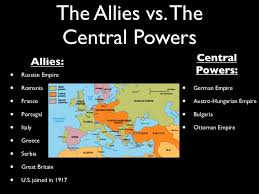 The Allies vs. The
Central Powers
Allies:
Russian Empire
Romania
France
Portugal
Italy
Greece
Serbia
Great Britain
U.S. joined in 1917
Central
Powers:
German Empire
Austro-Hungarian Empire
Bulgaria
Ottoman Empire